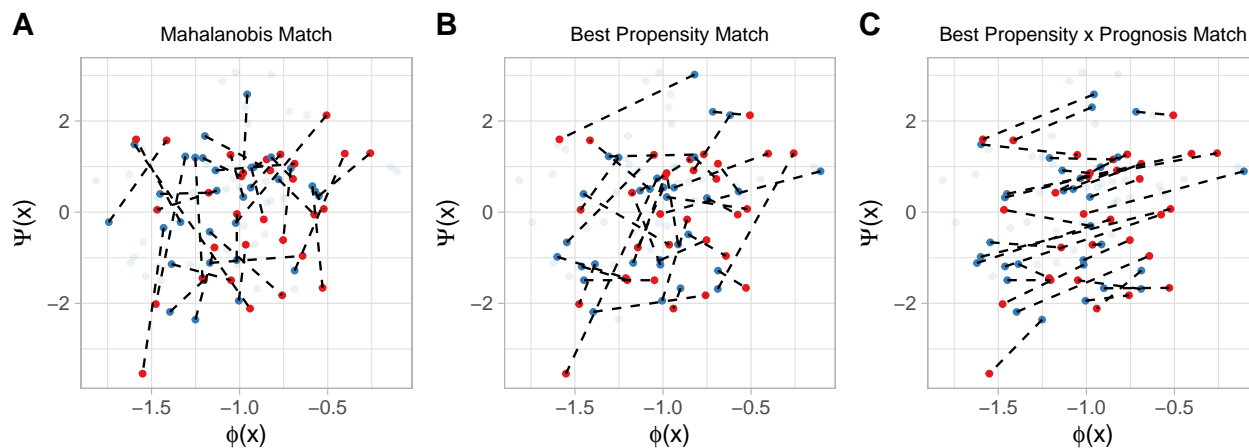 A
Mahalanobis Match
Ψ(x)
2
0
−2
−1.5
−1.0
−0.5
ϕ(x)
B
Best Propensity Match
Ψ(x)
2
0
−2
−1.5
−1.0
−0.5
ϕ(x)
C
Best Propensity x Prognosis Match
Ψ(x)
2
0
−2
−1.5
−1.0
−0.5
ϕ(x)